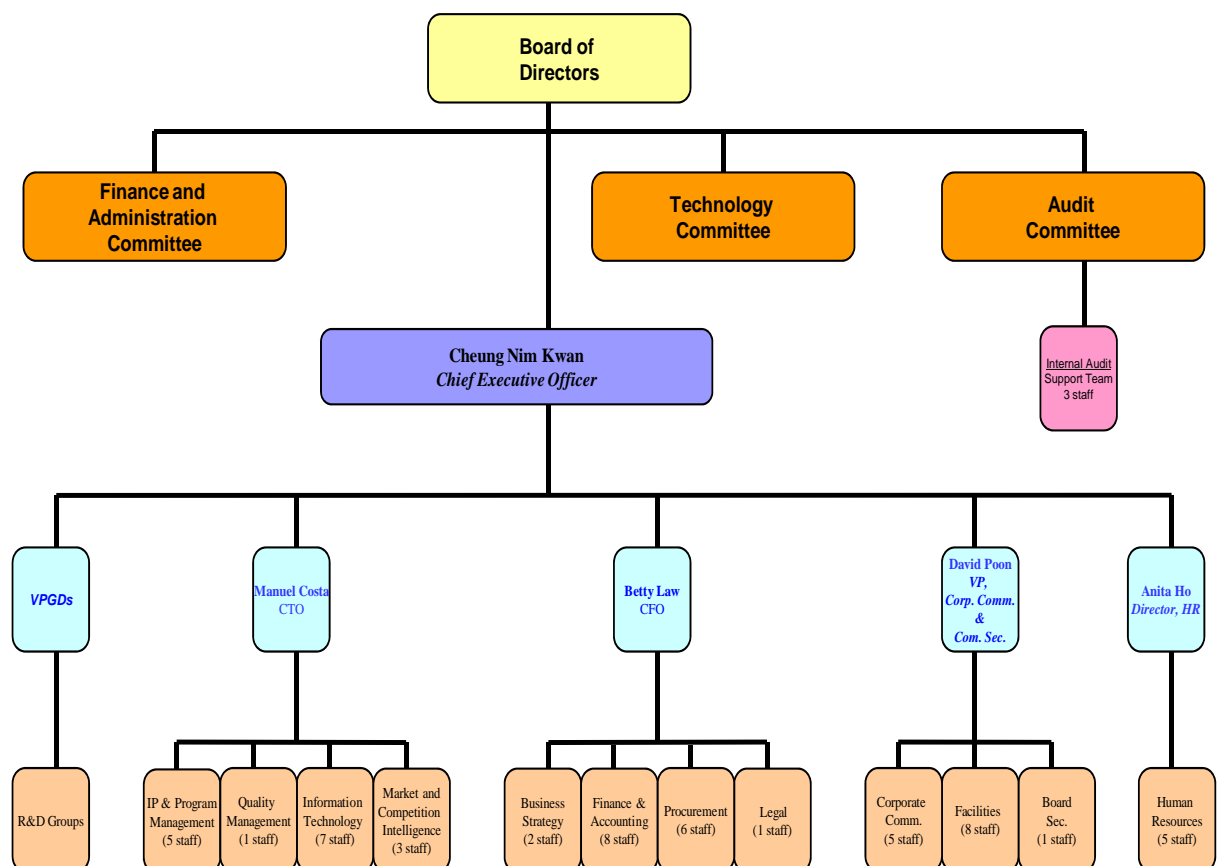 Board of
Directors
Finance and
Administration
Committee
Technology
Committee
Audit
Committee
Cheung Nim Kwan
Chief Executive Officer
Internal Audit
Support Team
3 staff
VPGDs
Manuel Costa
CTO
Betty Law
CFO
David Poon
VP,
Corp. Comm.
&
Com. Sec.
Anita Ho
Director, HR
R&D Groups
IP & Program
Management
(5 staff)
Quality
Management
(1 staff)
Information
Technology
(7 staff)
Market and
Competition
Intelligence
(3 staff)
Business
Strategy
(2 staff)
Finance &
Accounting
(8 staff)
Procurement
(6 staff)
Legal
(1 staff)
Corporate
Comm.
(5 staff)
Facilities
(8 staff)
Board
Sec.
(1 staff)
Human
Resources
(5 staff)